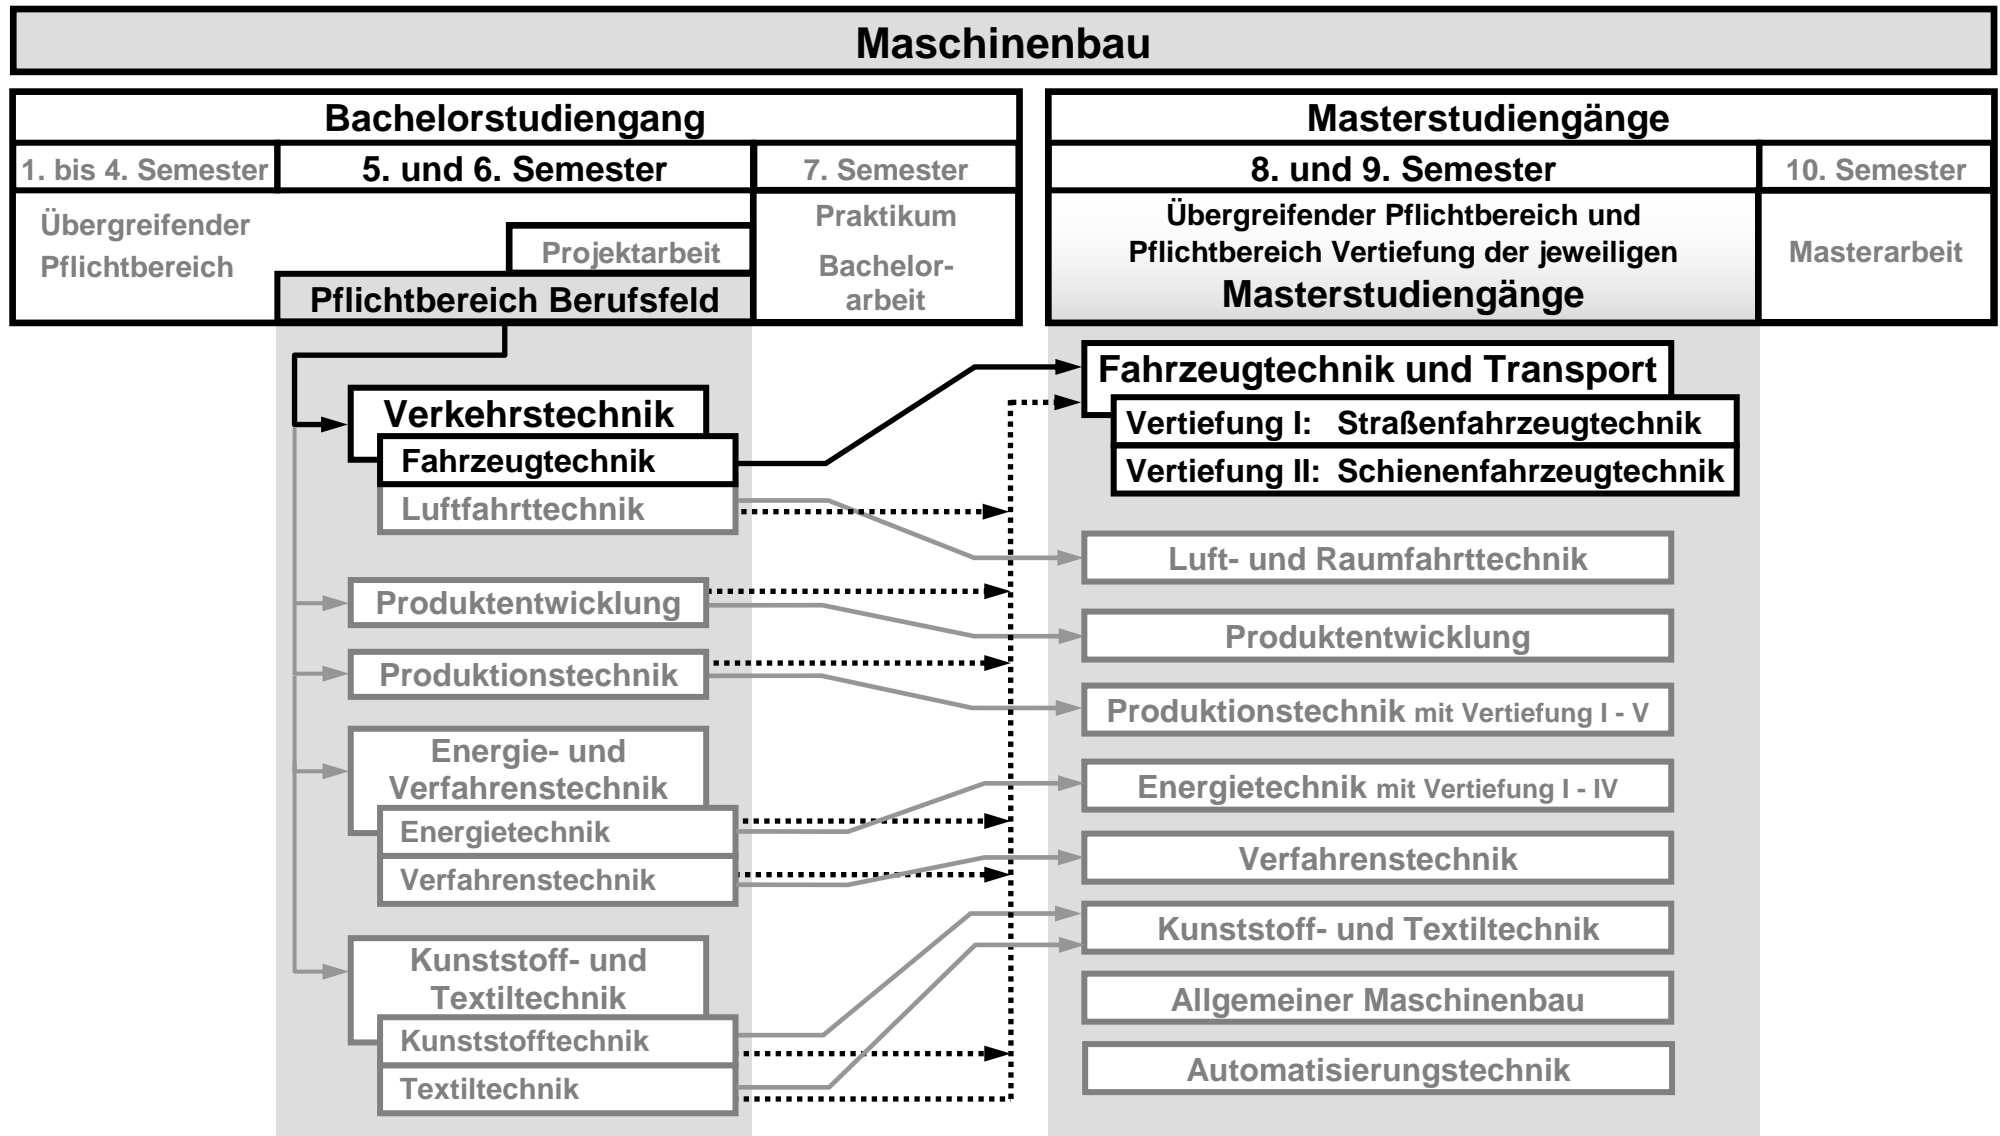 Maschinenbau
Bachelorstudiengang
1. bis 4. Semester
5. und 6. Semester
7. Semester
Übergreifender
Pflichtbereich
Projektarbeit
Pflichtbereich Berufsfeld
Praktikum
Bachelor-
arbeit
Masterstudiengänge
8. und 9. Semester
10. Semester
Übergreifender Pflichtbereich und
Pflichtbereich Vertiefung der jeweiligen
Masterstudiengänge
Masterarbeit
Verkehrstechnik
Fahrzeugtechnik
Luftfahrttechnik
Produktentwicklung
Produktionstechnik
Energie- und
Verfahrenstechnik
Energietechnik
Verfahrenstechnik
Kunststoff- und
Textiltechnik
Kunststofftechnik
Textiltechnik
Fahrzeugtechnik und Transport
Vertiefung I: Straßenfahrzeugtechnik
Vertiefung II: Schienenfahrzeugtechnik
Luft- und Raumfahrttechnik
Produktentwicklung
Produktionstechnik mit Vertiefung I - V
Energietechnik mit Vertiefung I - IV
Verfahrenstechnik
Kunststoff- und Textiltechnik
Allgemeiner Maschinenbau
Automatisierungstechnik